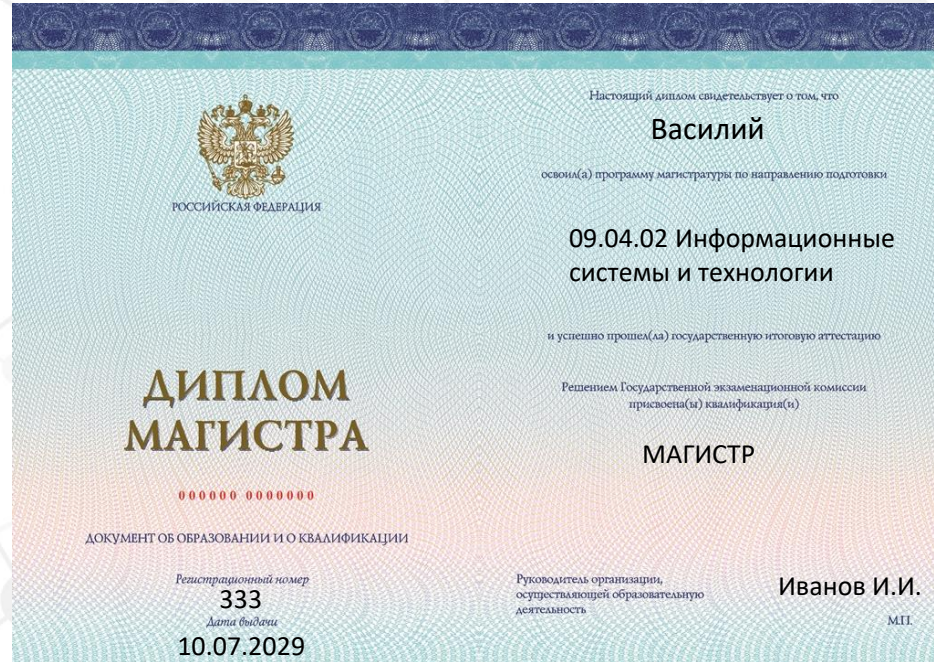 РОССИЙСКАЯ ФЕДЕРАЦИЯ
ДИПЛОМ
МАГИСТРА
000000 0000000
ДОКУМЕНТ ОБ ОБРАЗОВАНИИ И О КВАЛИФИКАЦИИ
Регистрационный номер
333
Дата выдачи
10.07.2029
Настоящий диплом свидетельствует о том, что
Василий
освоил(а) программу магистратуры по направлению подготовки
09.04.02 Информационные
системы и технологии
и успешно прошел(ла) государственную итоговую аттестацию
Решением Государственной экзаменационной комиссии
присвоена(ы) квалификация(и)
МАГИСТР
Руководитель организации,
осуществляющей образовательную
деятельность
Иванов И.И.
М.П.